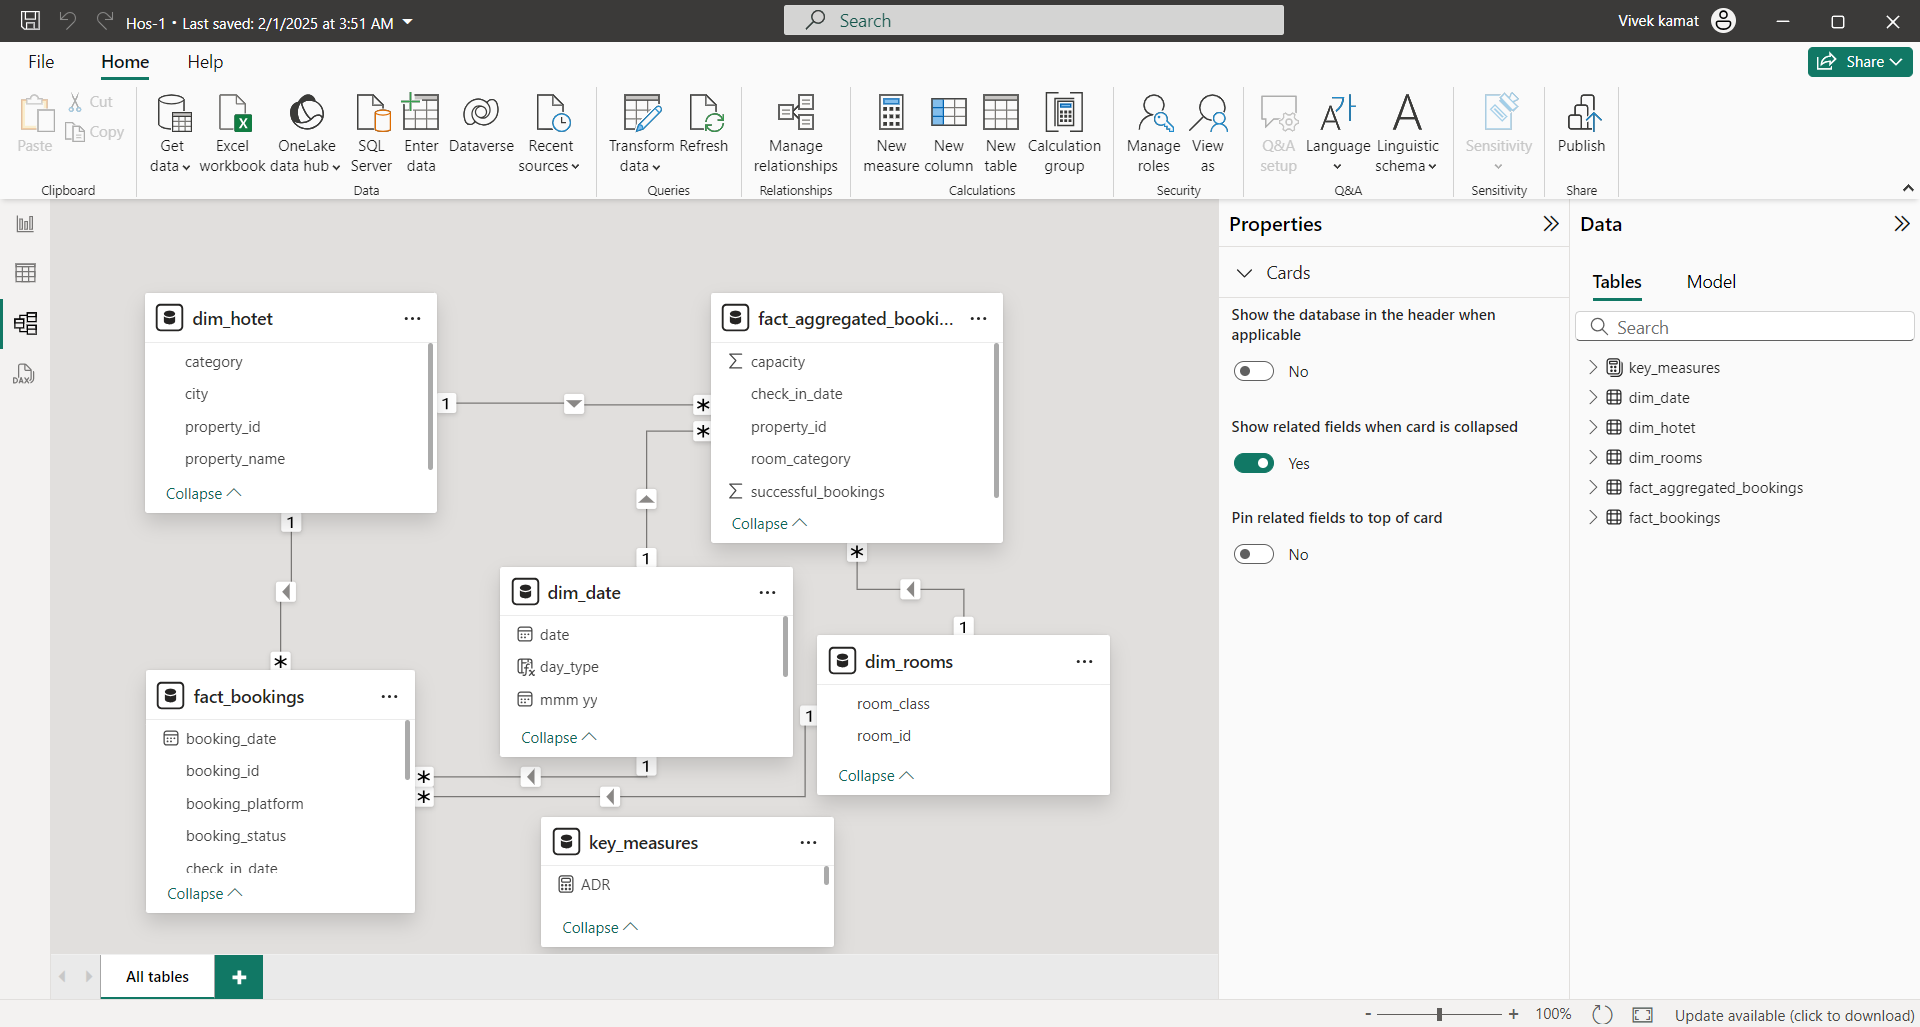 Hos-1 • Last saved: 2/1/2025 at 3:51 AM
Search
Vivek kamat
File
Home
Help
Share
Paste
Cut
Copy
Clipboard
Get data
Excel workbook
OneLake data hub
SQL Server
Enter data
Dataverse
Recent sources
Data
Transform data
Refresh
Queries
Manage relationships
Relationships
New measure
New column
New table
Calculation group
Calculations
Manage roles
View as
Security
Q&A setup
Language
Linguistic schema
Q&A
Sensitivity
Sensitivity
Publish
Share
DAX
dim_hotet
...
category
city
property_id
property_name
Collapse
1
*
1
*
fact_aggregated_booki...
...
Σ capacity
check_in_date
property_id
room_category
Σ successful_bookings
Collapse
*
*
1
1
dim_date
...
date
day_type
mmm yy
Collapse
1
dim_rooms
...
room_class
room_id
Collapse
1
fact_bookings
...
booking_date
booking_id
booking_platform
booking_status
check_in_date
Collapse
*
*
key_measures
...
ADR
Collapse
Properties
Cards
Show the database in the header when
applicable
No
Show related fields when card is collapsed
Yes
Pin related fields to top of card
No
Data
Tables
Model
Search
key_measures
dim_date
dim_hotet
dim_rooms
fact_aggregated_bookings
fact_bookings
All tables
+
- + 100%
Update available (click to download)